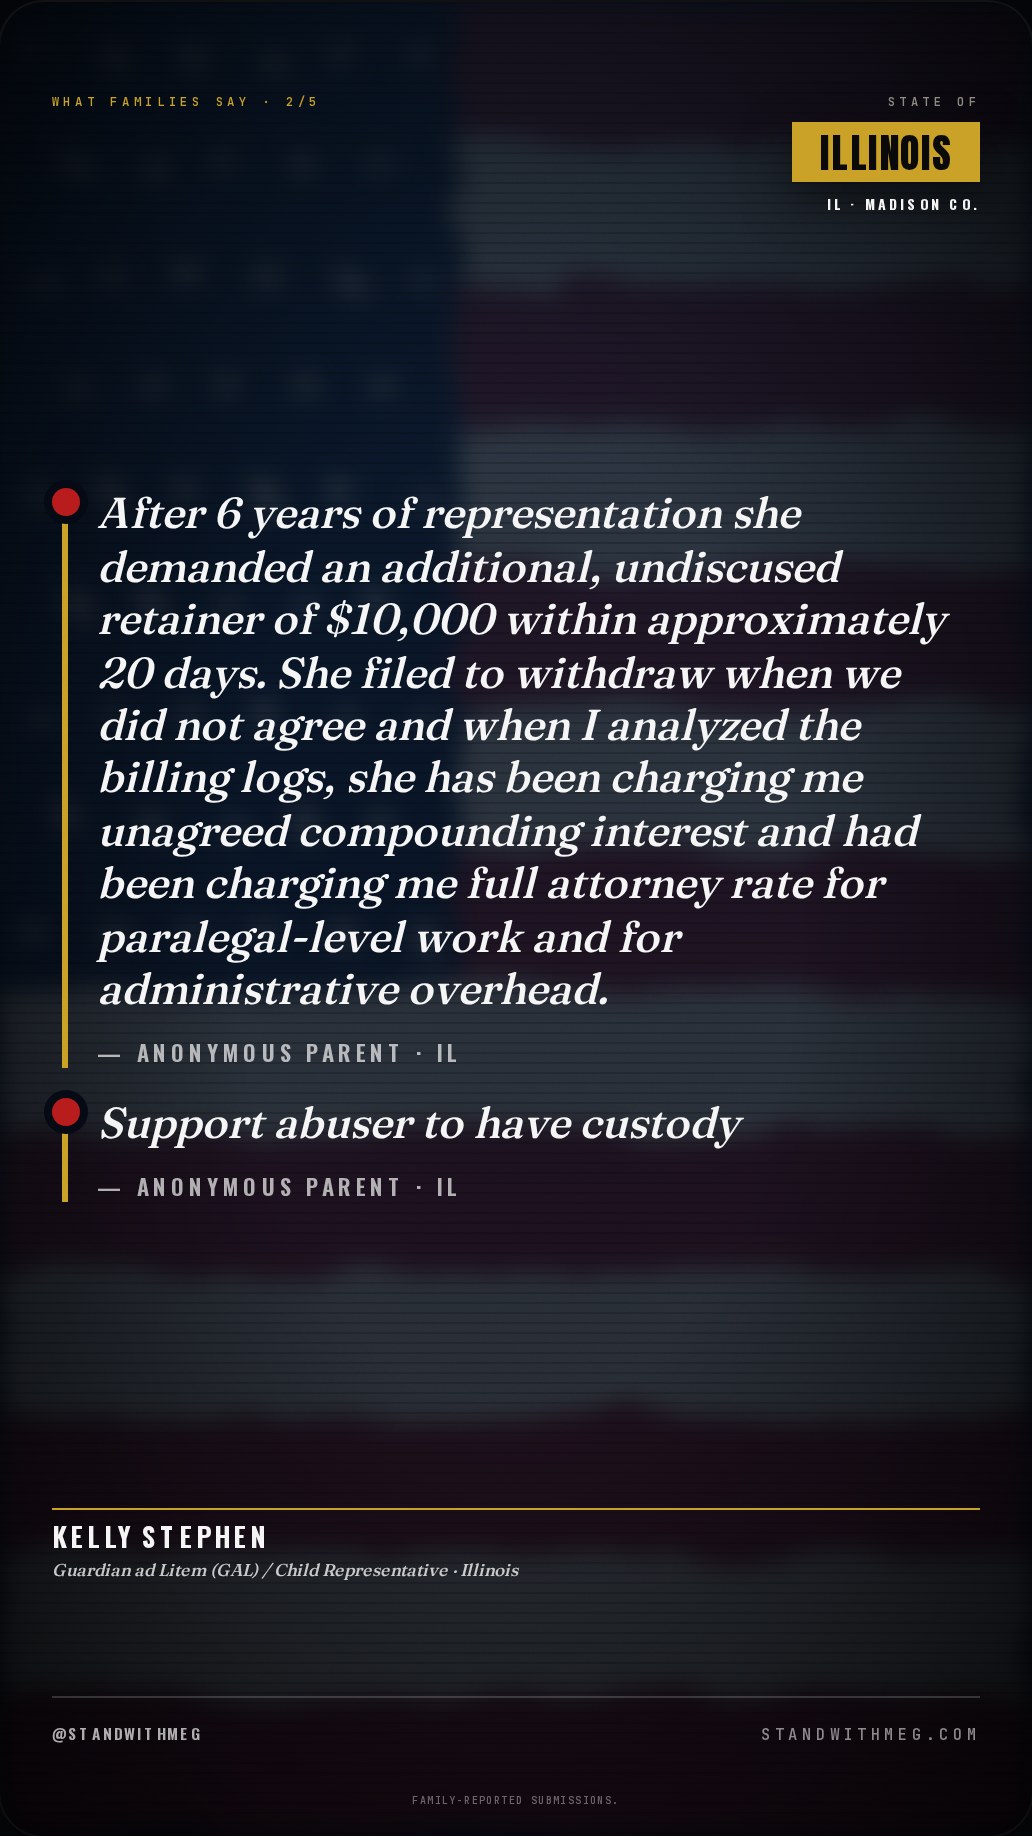 WHAT FAMILIES SAY · 2/5
STATE OF
ILLINOIS
IL · MADISON CO.
After 6 years of representation she
demanded an additional, undiscused
retainer of $10,000 within approximately
20 days. She filed to withdraw when we
did not agree and when I analyzed the
billing logs, she has been charging me
unagreed compounding interest and had
been charging me full attorney rate for
paralegal-level work and for
administrative overhead.
— ANONYMOUS PARENT · IL
Support abuser to have custody
— ANONYMOUS PARENT · IL
KELLY STEPHEN
Guardian ad Litem (GAL) / Child Representative · Illinois
@STANDWITHMEG
STANDWITHMEG.COM
FAMILY-REPORTED SUBMISSIONS.